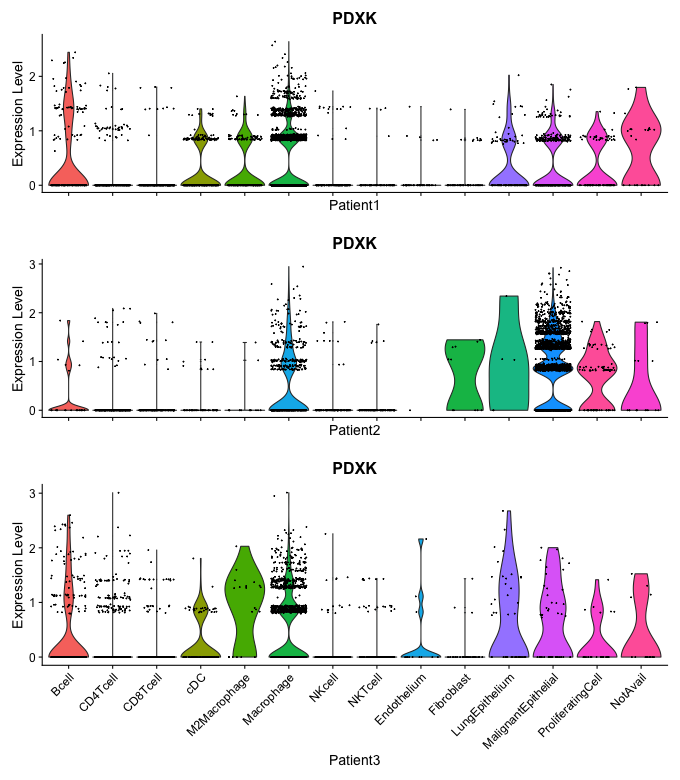 PDXK
Expression Level
2
1
0
Patient1
PDXK
Expression Level
3
2
1
0
Patient2
PDXK
Expression Level
3
2
1
0
Bcell
CD4Tcell
CD8Tcell
cDC
M2Macrophage
Macrophage
NKcell
NKTcell
Endothelium
Fibroblast
LungEpithelium
MalignantEpithelial
ProliferatingCell
NotAvail
Patient3